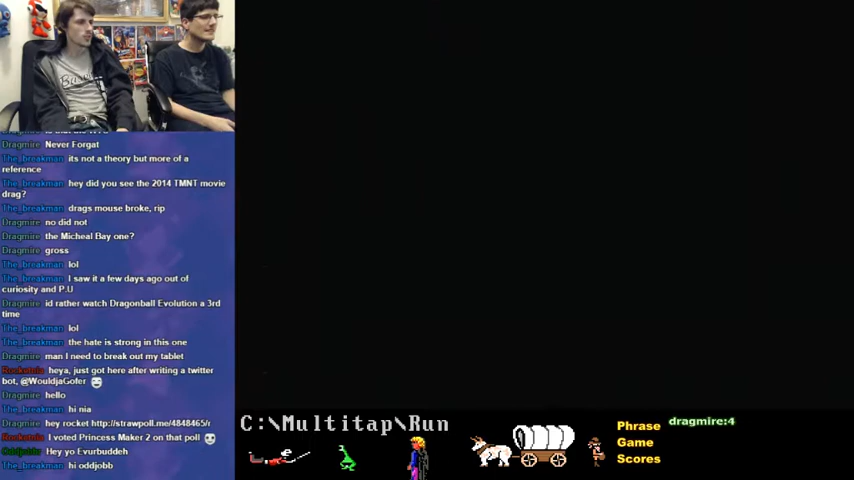 Dragmire Never Forgat
The_breakman its not a theory but more of a
reference
The_breakman hey did you see the 2014 TMNT movie
drag?
The_breakman drags mouse broke, rip
Dragmire no did not
Dragmire the Micheal Bay one?
Dragmire gross
The_breakman lol
The_breakman I saw it a few days ago out of
curiosity and P.U
Dragmire id rather watch Dragonball Evolution a 3rd
time
The_breakman lol
The_breakman the hate is strong in this one
Dragmire man I need to break out my tablet
Rocketnia heya, just got here after writing a twitter
bot, @WouldjaGofer
Dragmire hello
The_breakman hi nia
Dragmire hey rocket http://strawpoll.me/4848465/r
Rocketnia I voted Princess Maker 2 on that poll
Oddjobbr Hey yo Evurbuddeh
The_breakman hi oddjobb
C:\Multitap\Run
Phrase
Game
Scores
dragmire:4